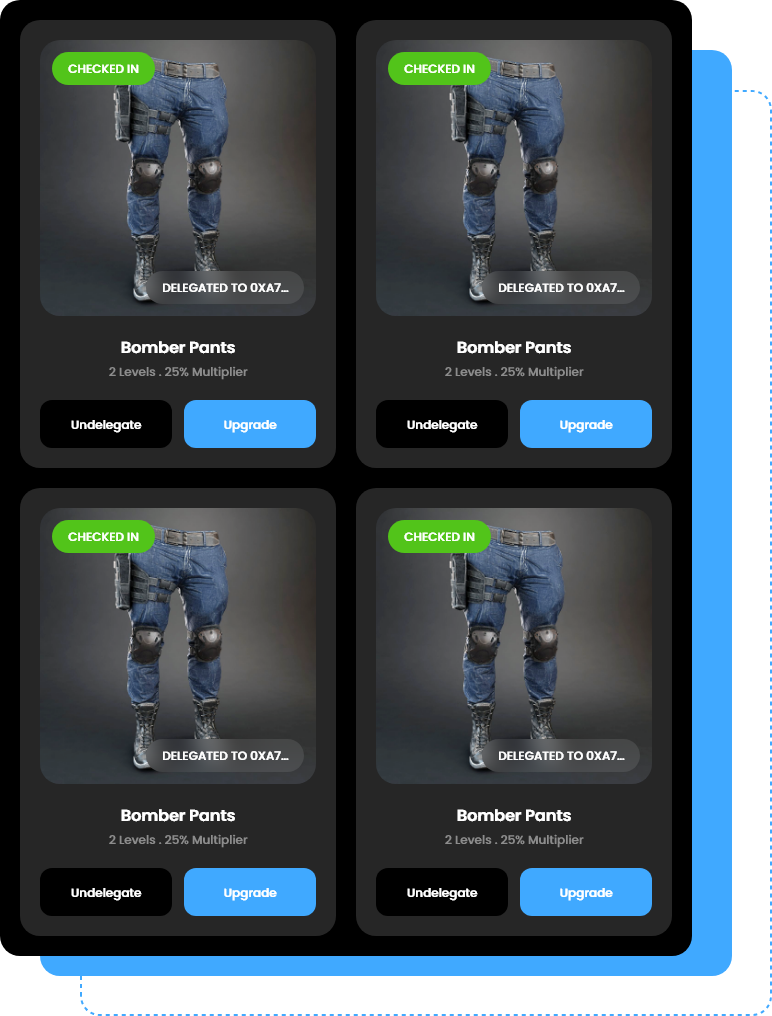 CHECKED IN
CHECKED IN
DELEGATED TO 0XA7...
DELEGATED TO 0XA7...
Bomber Pants
Bomber Pants
2 Levels . 25% Multiplier
2 Levels . 25% Multiplier
Undelegate
Upgrade
Undelegate
Upgrade
CHECKED IN
CHECKED IN
DELEGATED TO 0XA7...
DELEGATED TO 0XA7...
Bomber Pants
Bomber Pants
2 Levels . 25% Multiplier
2 Levels . 25% Multiplier
Undelegate
Upgrade
Undelegate
Upgrade